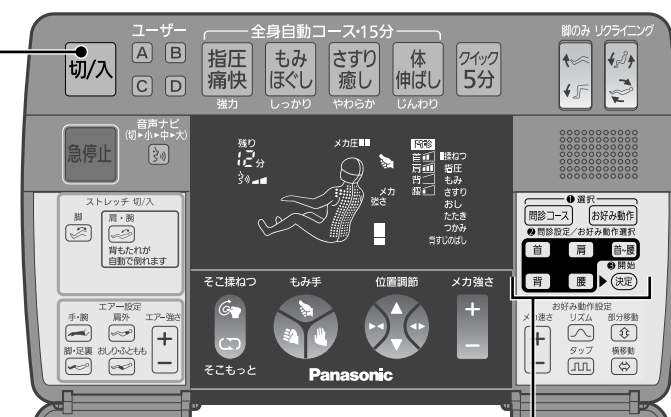 ユーザー
全身自動コース・15分
脚のみ リクライニング
切/入
A B
C D
指圧
痛快
強力
もみ
ほぐし
しっかり
さすり
癒し
やわらか
体
伸ばし
じんわり
クイック
5分
急停止
音声ナビ
(切▸小▸中▸大)
残り
12分
メカ圧
メカ
強さ
問診
首
肩
背
腰
揉ねつ
指圧
もみ
さすり
おし
たたき
つかみ
背すじのばし
ストレッチ 切/入
脚
肩・腕
背もたれが
自動で倒れます
エアー設定
手・腕
肩外
エアー強さ
脚・足裏
おしり・ふともも
+
−
そこ揉ねつ
そこもっと
もみ手
位置調節
メカ強さ
+
−
Panasonic
❶選択
問診コース
お好み動作
❷問診設定/お好み動作選択
首
肩
首-腰
背
腰
❸開始
決定
お好み動作設定
メカ速さ
リズム
部分移動
+
−
タップ
横移動